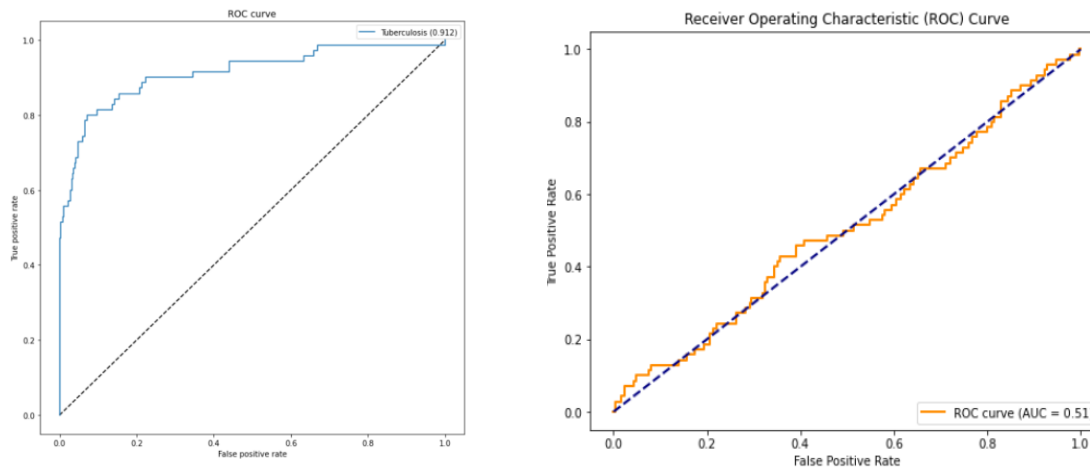 ROC curve
Tuberculosis (0.912)
1.0
0.8
0.6
0.4
0.2
0.0
True positive rate
0.0 0.2 0.4 0.6 0.8 1.0
False positive rate
Receiver Operating Characteristic (ROC) Curve
1.0
0.8
0.6
0.4
0.2
0.0
True Positive Rate
ROC curve (AUC = 0.51
0.0 0.2 0.4 0.6 0.8 1.0
False Positive Rate